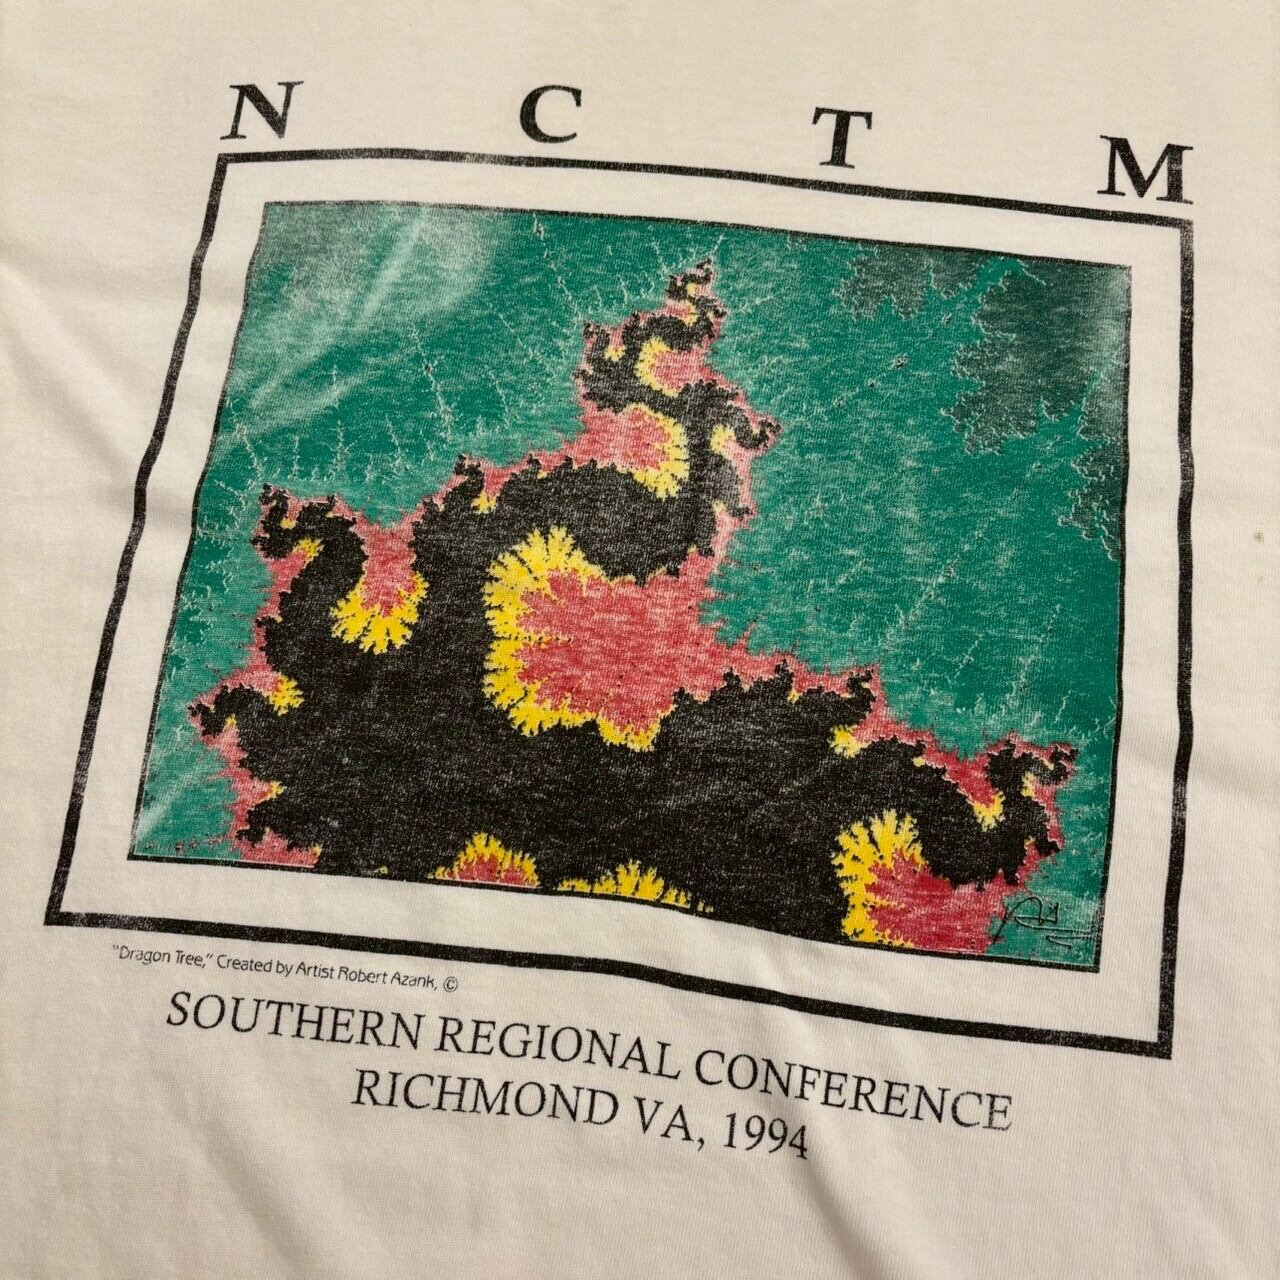 N C T M
"Dragon Tree," Created by Artist Robert Azank, ©
SOUTHERN REGIONAL CONFERENCE
RICHMOND VA, 1994